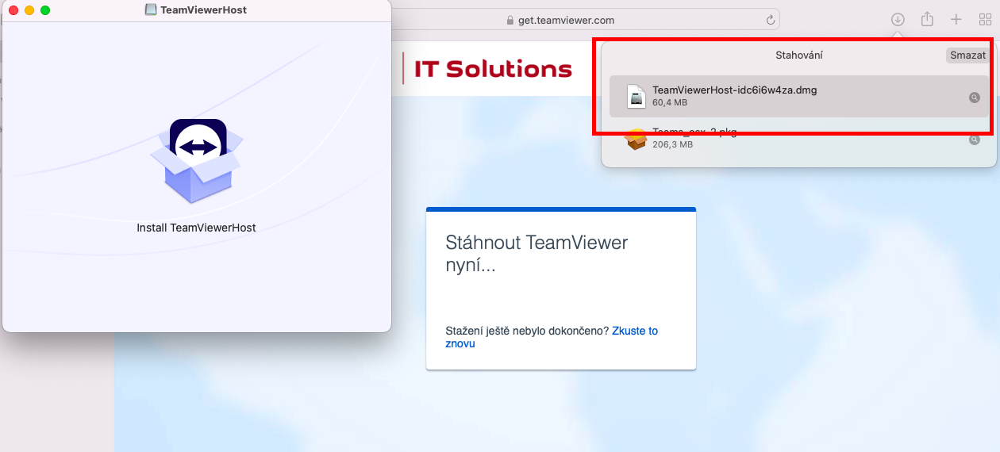 TeamViewerHost
Install TeamViewerHost
get.teamviewer.com
IT Solutions
Stahování
Smazat
TeamViewerHost-idc6i6w4za.dmg
60,4 MB
Teams_osx_2.pkg
206,3 MB
Stáhnout TeamViewer
nyní...
Stažení ještě nebylo dokončeno? Zkuste to
znovu